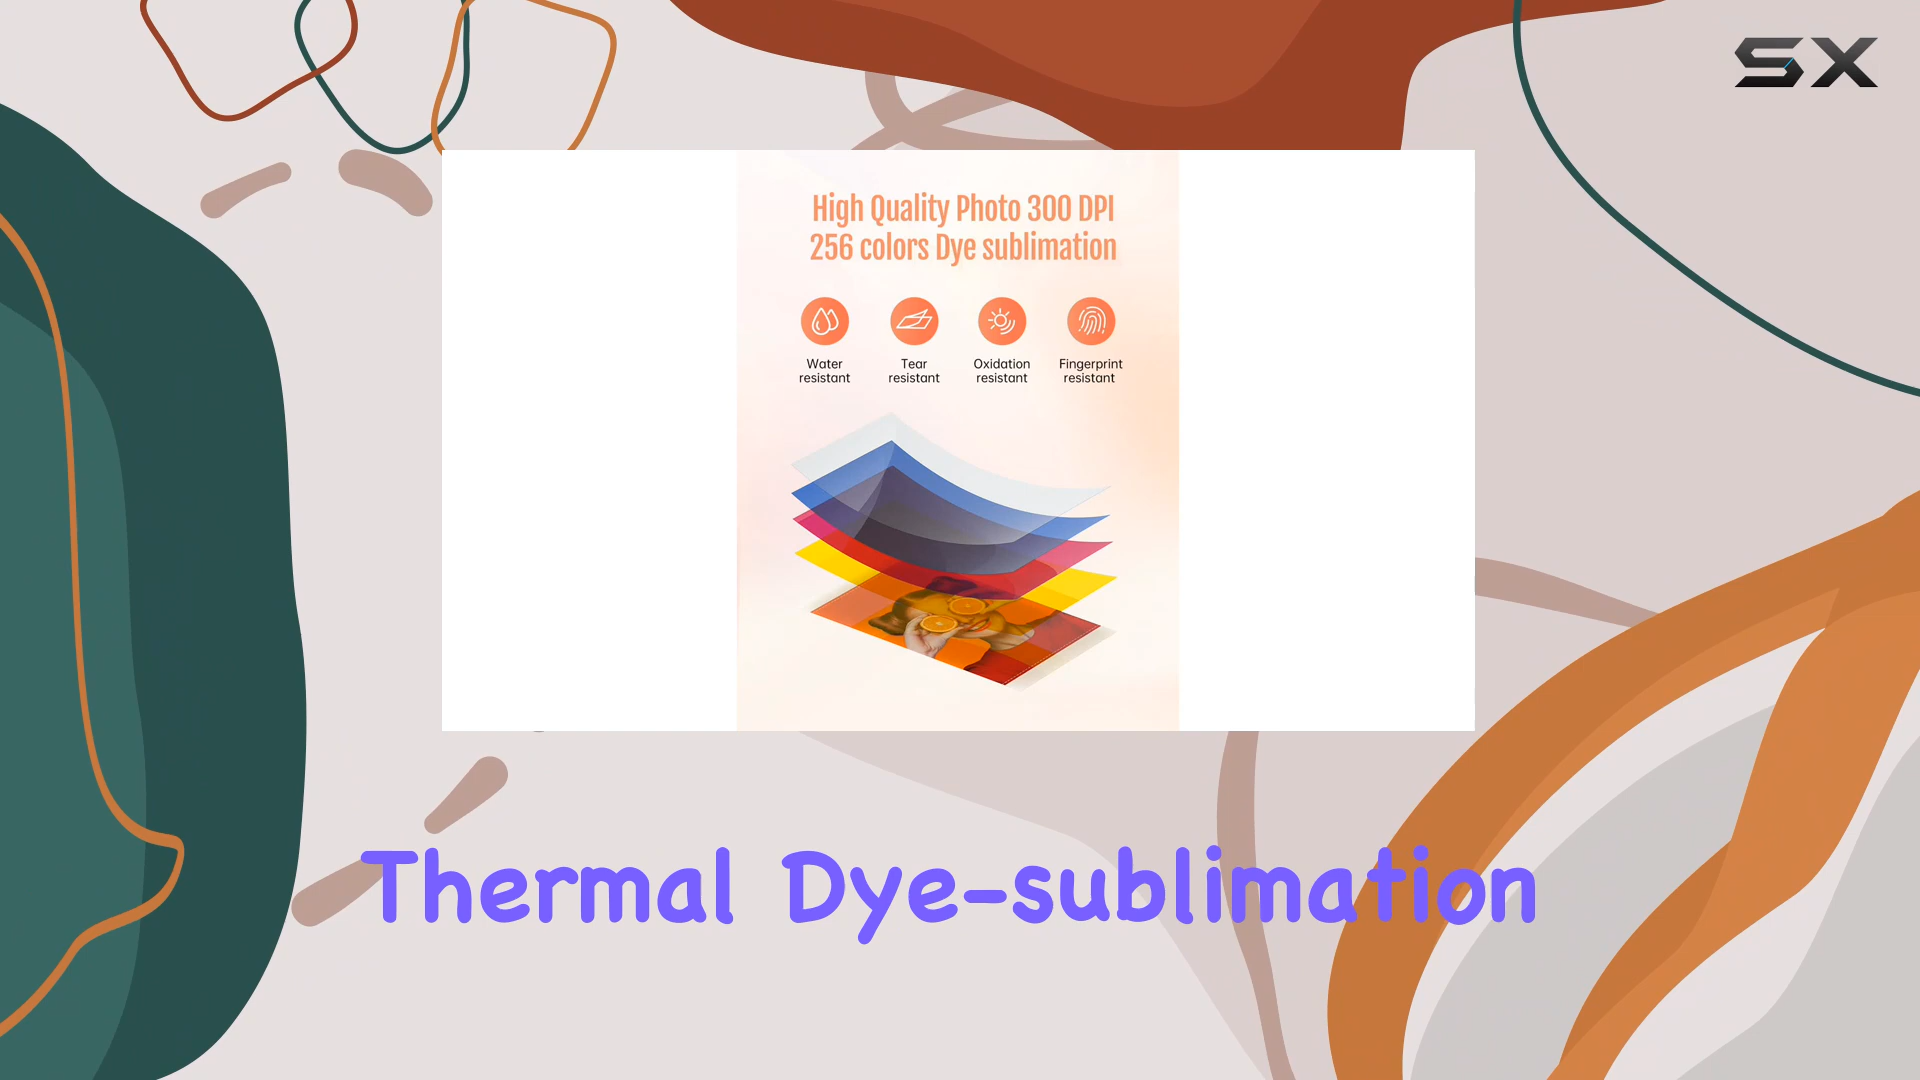 SX
High Quality Photo 300 DPI
256 colors Dye sublimation
Water resistant
Tear resistant
Oxidation resistant
Fingerprint resistant
Thermal Dye-sublimation